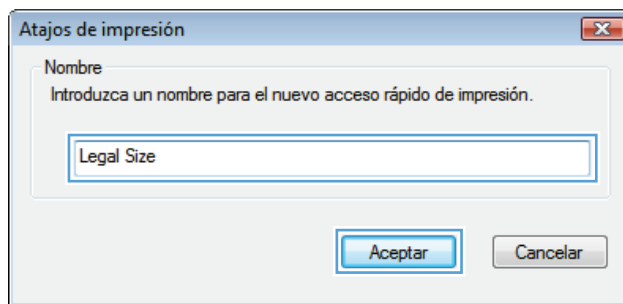 Atajos de impresión
Nombre
Introduzca un nombre para el nuevo acceso rápido de impresión.
Legal Size
Aceptar
Cancelar